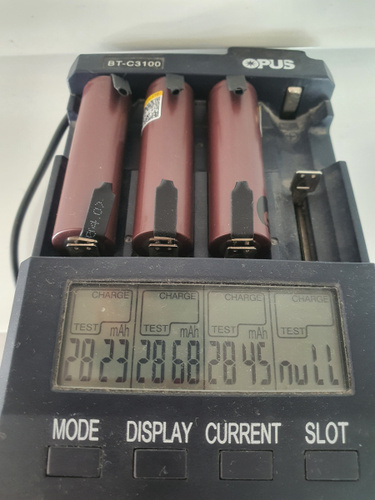 BT-C3100
OPUS
CHARGE CHARGE CHARGE CHARGE
TEST mAh TEST mAh TEST mAh TEST
2823 2868 2845 null
MODE DISPLAY CURRENT SLOT